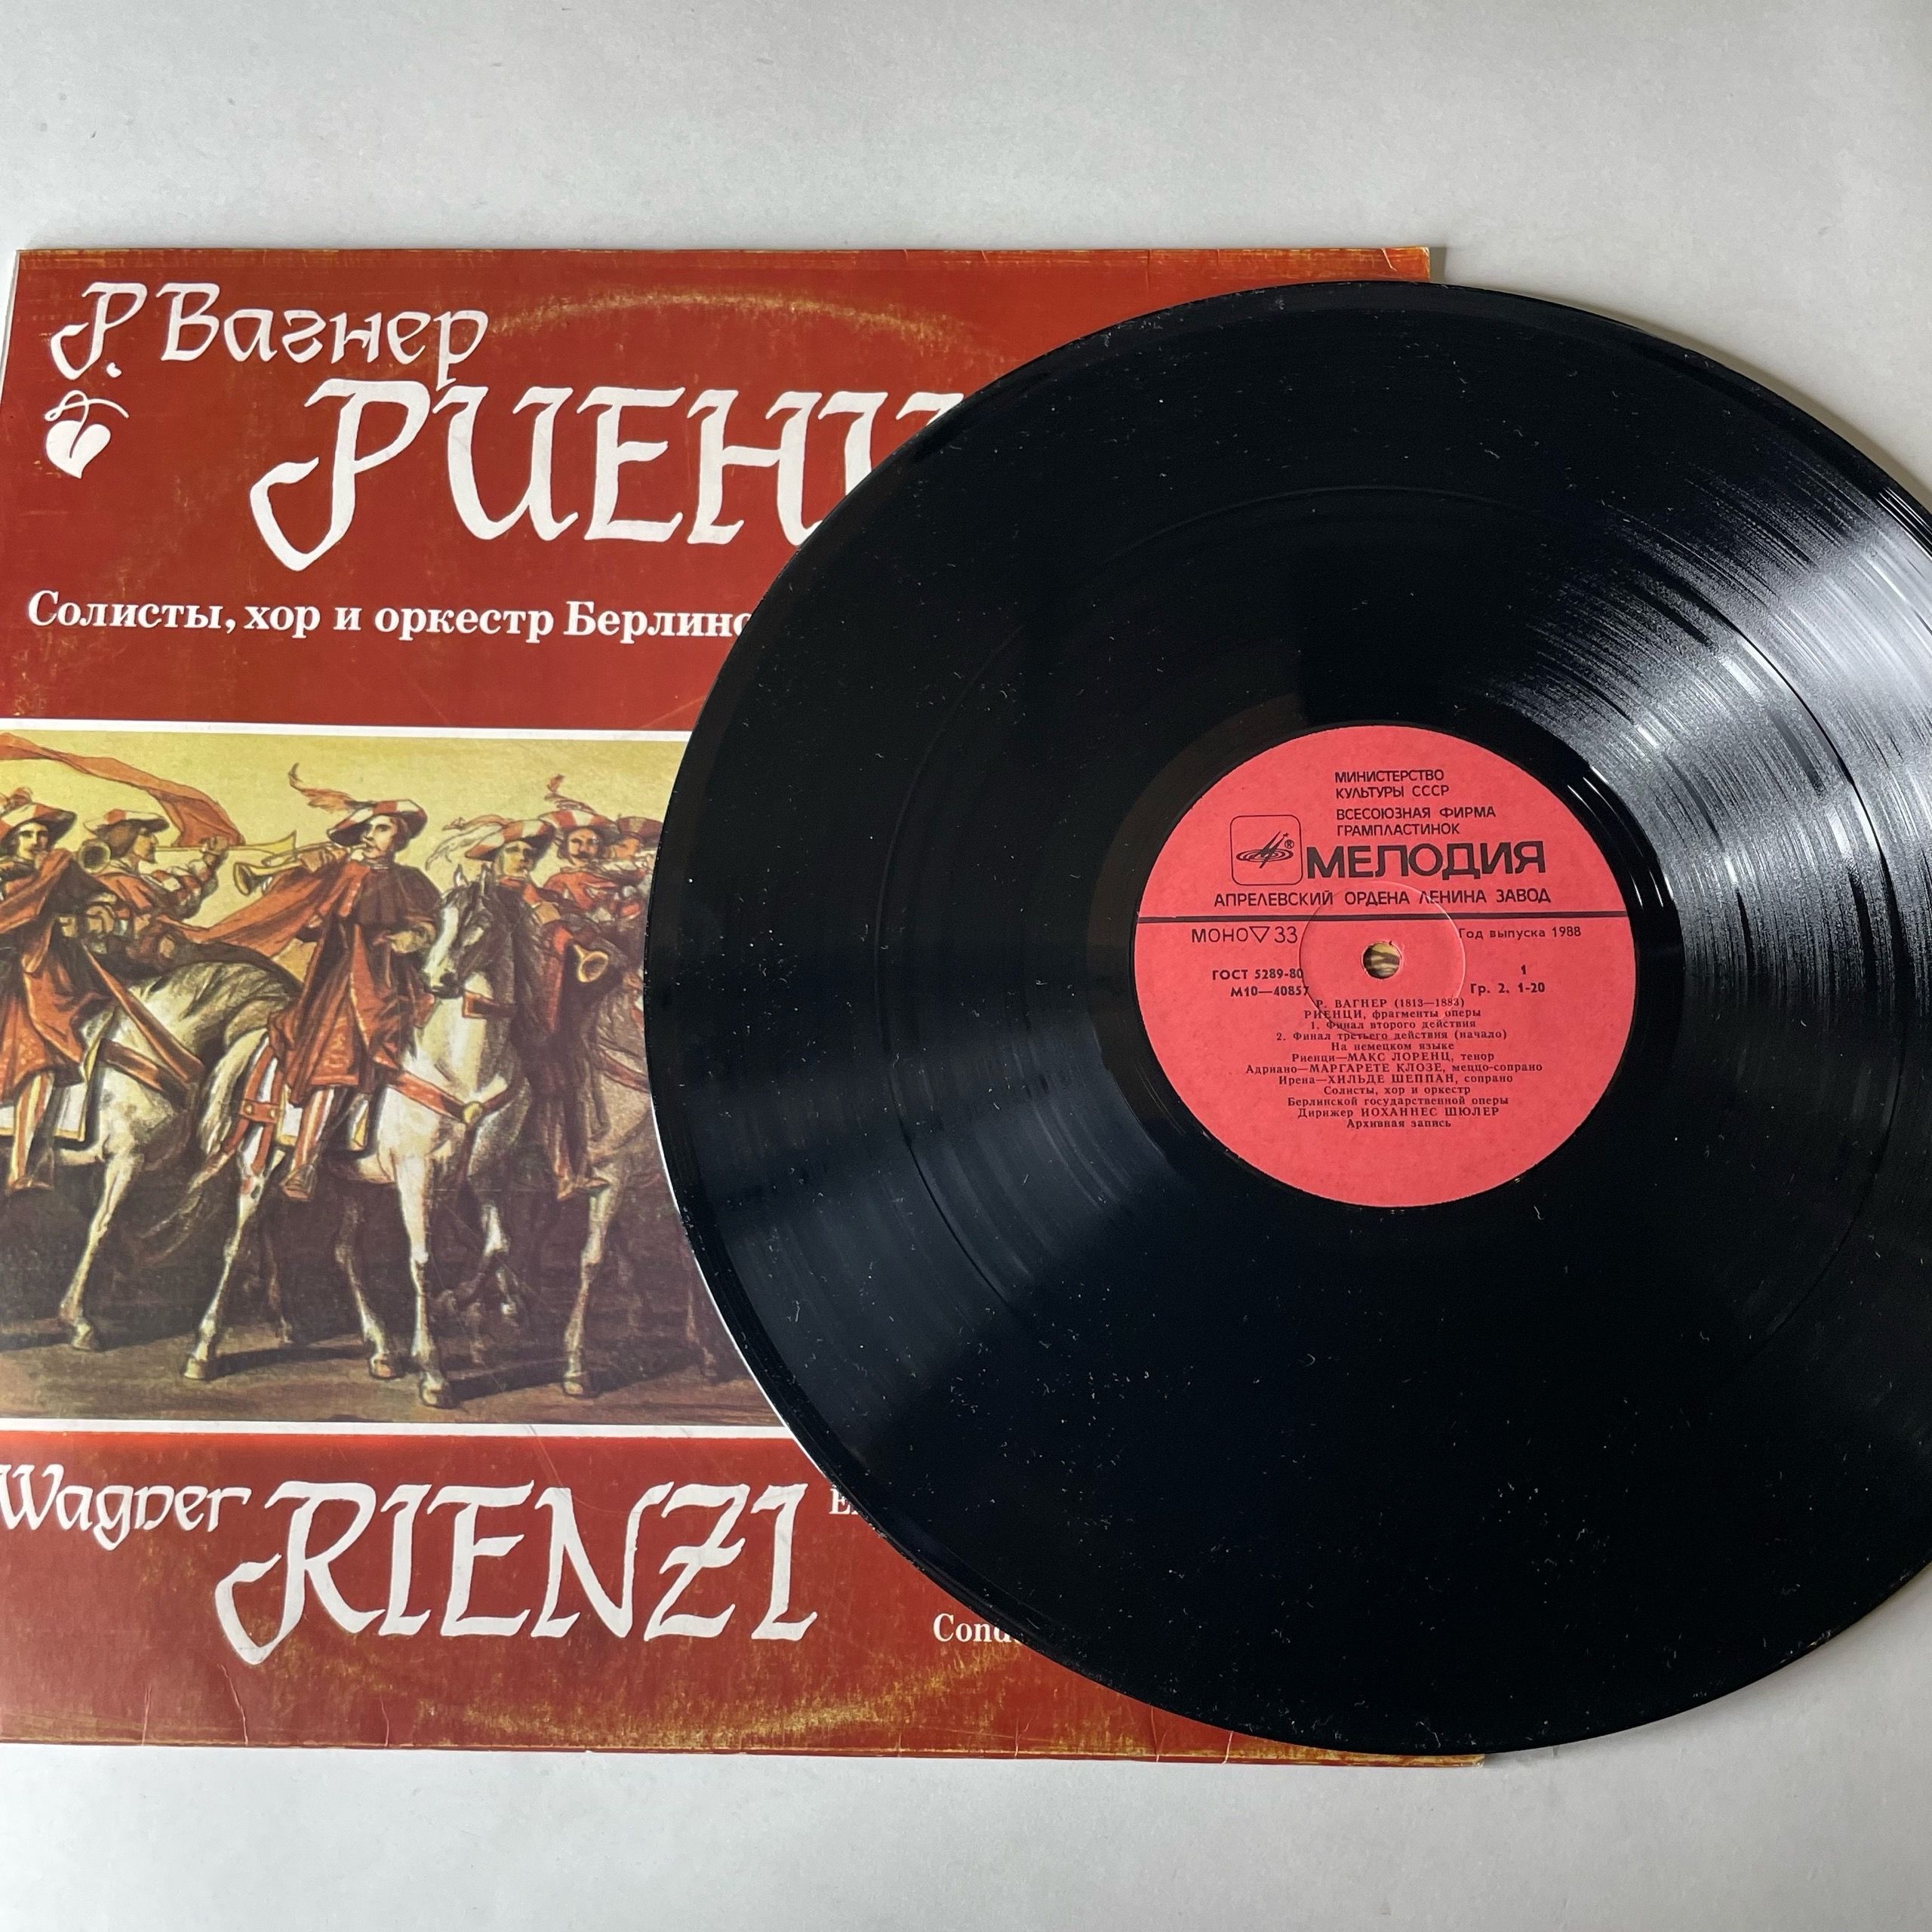 Р. Вагнер
РИЕН
Солисты, хор и оркестр
Wagner
RIENZI
МИНИСТЕРСТВО
КУЛЬТУРЫ СССР
ВСЕСОЮЗНАЯ ФИРМА
ГРАМПЛАСТИНОК
®
МЕЛОДИЯ
АПРЕЛЕВСКИЙ ОРДЕНА ЛЕНИНА ЗАВОД
МОНО ▽ 33
Год выпуска 1988
ГОСТ 5289-80
1
М10—40857
Гр. 2. 1-20
Р. ВАГНЕР (1813—1883)
РИЕНЦИ, фрагменты оперы
1. Финал второго действия
2. Финал третьего действия (начало)
На немецком языке
Риенци—МАКС ЛОРЕНЦ, тенор
Адриано—МАРГАРЕТЕ КЛОЗЕ, меццо-сопрано
Ирена—ХИЛЬДЕ ШЕППАН, сопрано
Солисты, хор и оркестр
Берлинской государственной оперы
Дирижер ИОХАННЕС ШЮЛЕР
Архивная запись